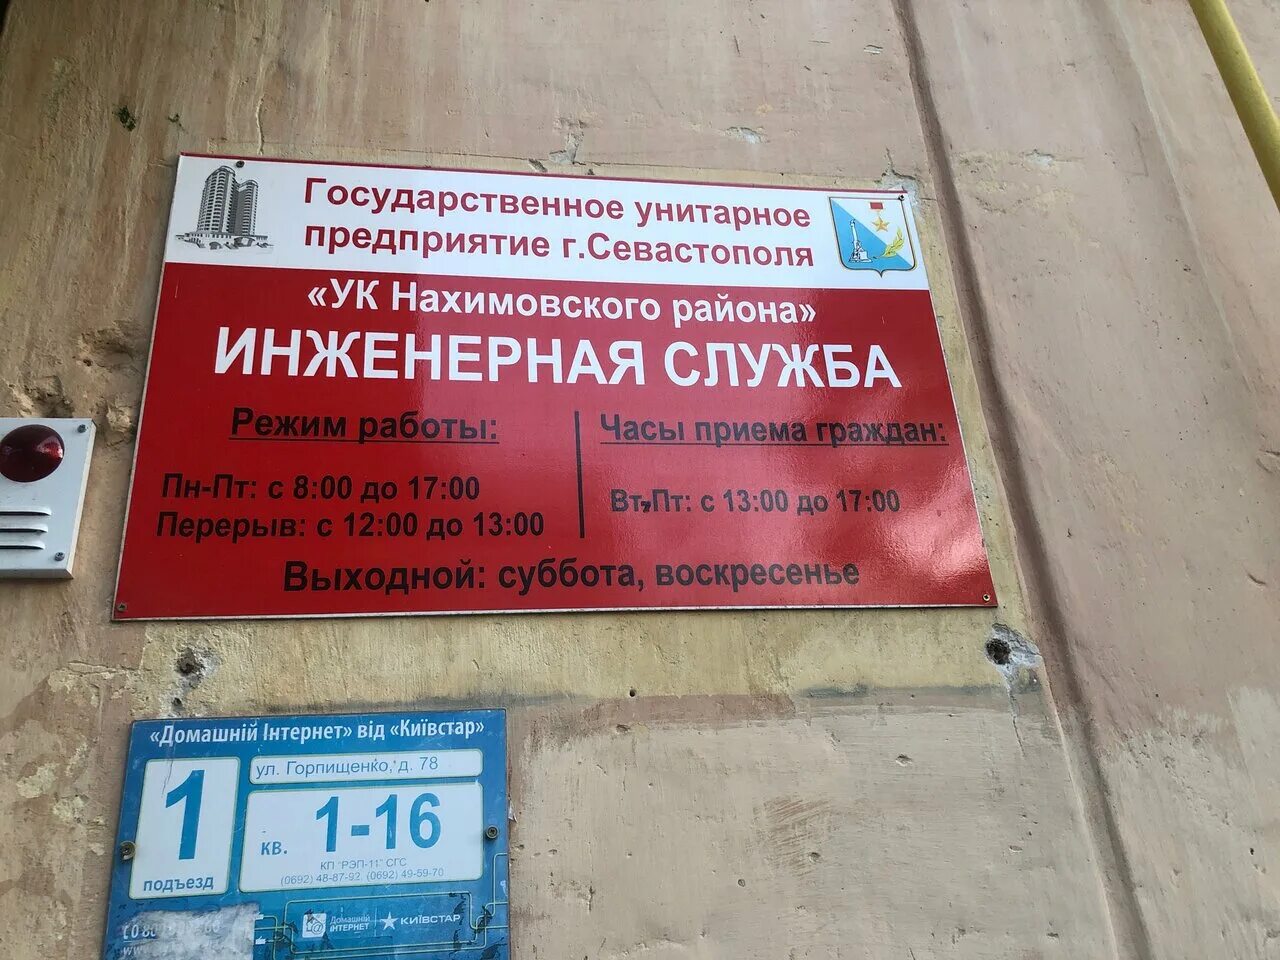 Государственное унитарное
предприятие г.Севастополя
«УК Нахимовского района»
ИНЖЕНЕРНАЯ СЛУЖБА
Режим работы:
Пн-Пт: с 8:00 до 17:00
Перерыв: с 12:00 до 13:00
Часы приема граждан:
Вт,Пт: с 13:00 до 17:00
Выходной: суббота, воскресенье
«Домашній Інтернет» від «Київстар»
1
подъезд
ул. Горпищенко, д. 78
кв. 1-16
КП "РЭП-11" СГС
(0692) 48-87-92, (0692) 49-59-70
Домашній
ІНТЕРНЕТ
КИЇВСТАР